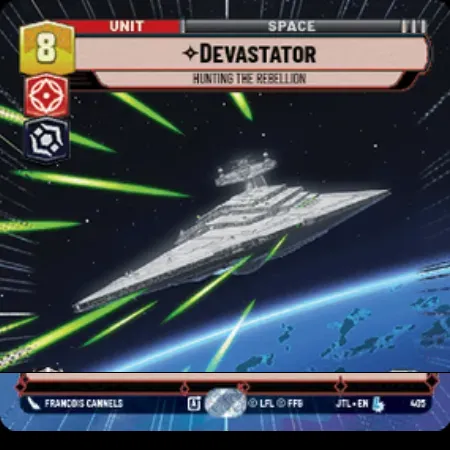 UNIT SPACE
8
DEVASTATOR
HUNTING THE REBELLION
FRANCOIS CANNELS © LFL © FFG JTL • EN 405